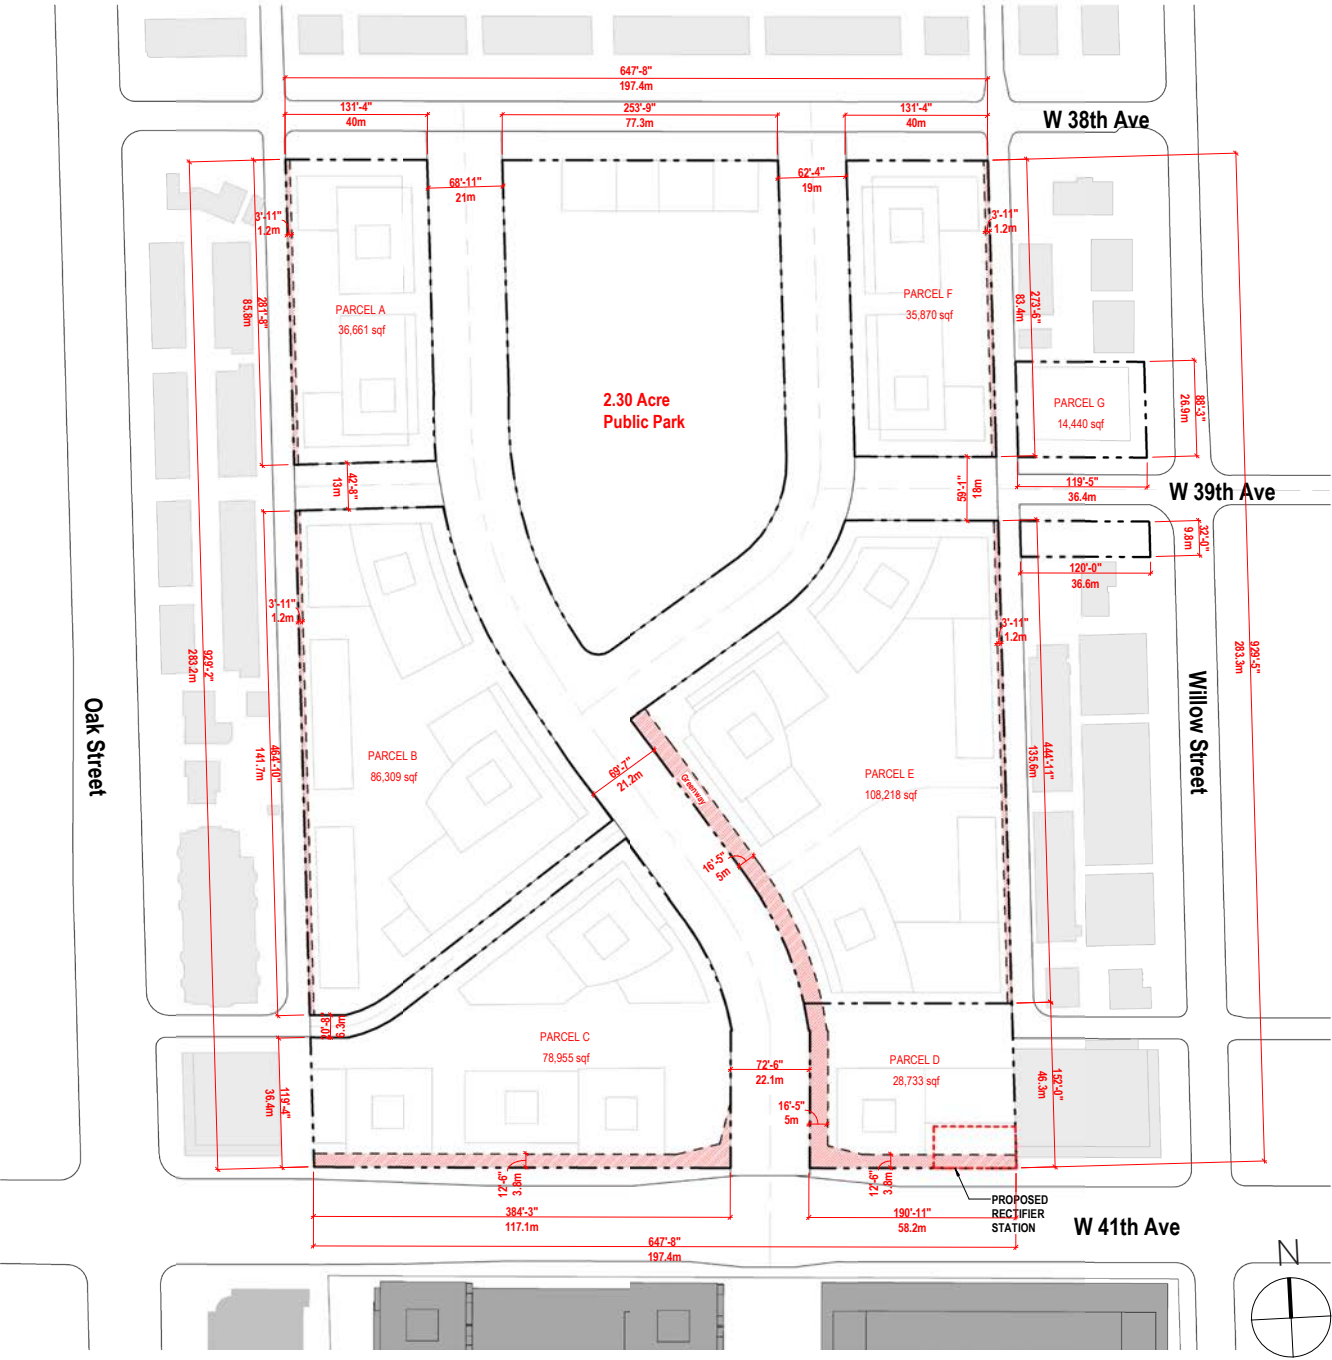 647'-8"
197.4m
131'-4"
40m
253'-9"
77.3m
131'-4"
40m
W 38th Ave
68'-11"
21m
62'-4"
19m
3'-11"
1.2m
3'-11"
1.2m
281'-8"
85.8m
273'-6"
83.4m
PARCEL A
36,661 sqf
PARCEL F
35,870 sqf
2.30 Acre
Public Park
PARCEL G
14,440 sqf
88'-3"
26.9m
42'-8"
13m
59'-1"
18m
119'-5"
36.4m
W 39th Ave
32'-0"
9.8m
120'-0"
36.6m
3'-11"
1.2m
3'-11"
1.2m
929'-2"
283.2m
929'-5"
283.3m
Oak Street
Willow Street
464'-10"
141.7m
444'-11"
135.6m
PARCEL B
86,309 sqf
69'-7"
21.2m
Greenway
PARCEL E
108,218 sqf
16'-5"
5m
20'-8"
6.3m
PARCEL C
78,955 sqf
72'-6"
22.1m
PARCEL D
28,733 sqf
119'-4"
36.4m
152'-0"
46.3m
16'-5"
5m
12'-6"
3.8m
12'-6"
3.8m
384'-3"
117.1m
190'-11"
58.2m
PROPOSED
RECTIFIER
STATION
W 41th Ave
647'-8"
197.4m
N